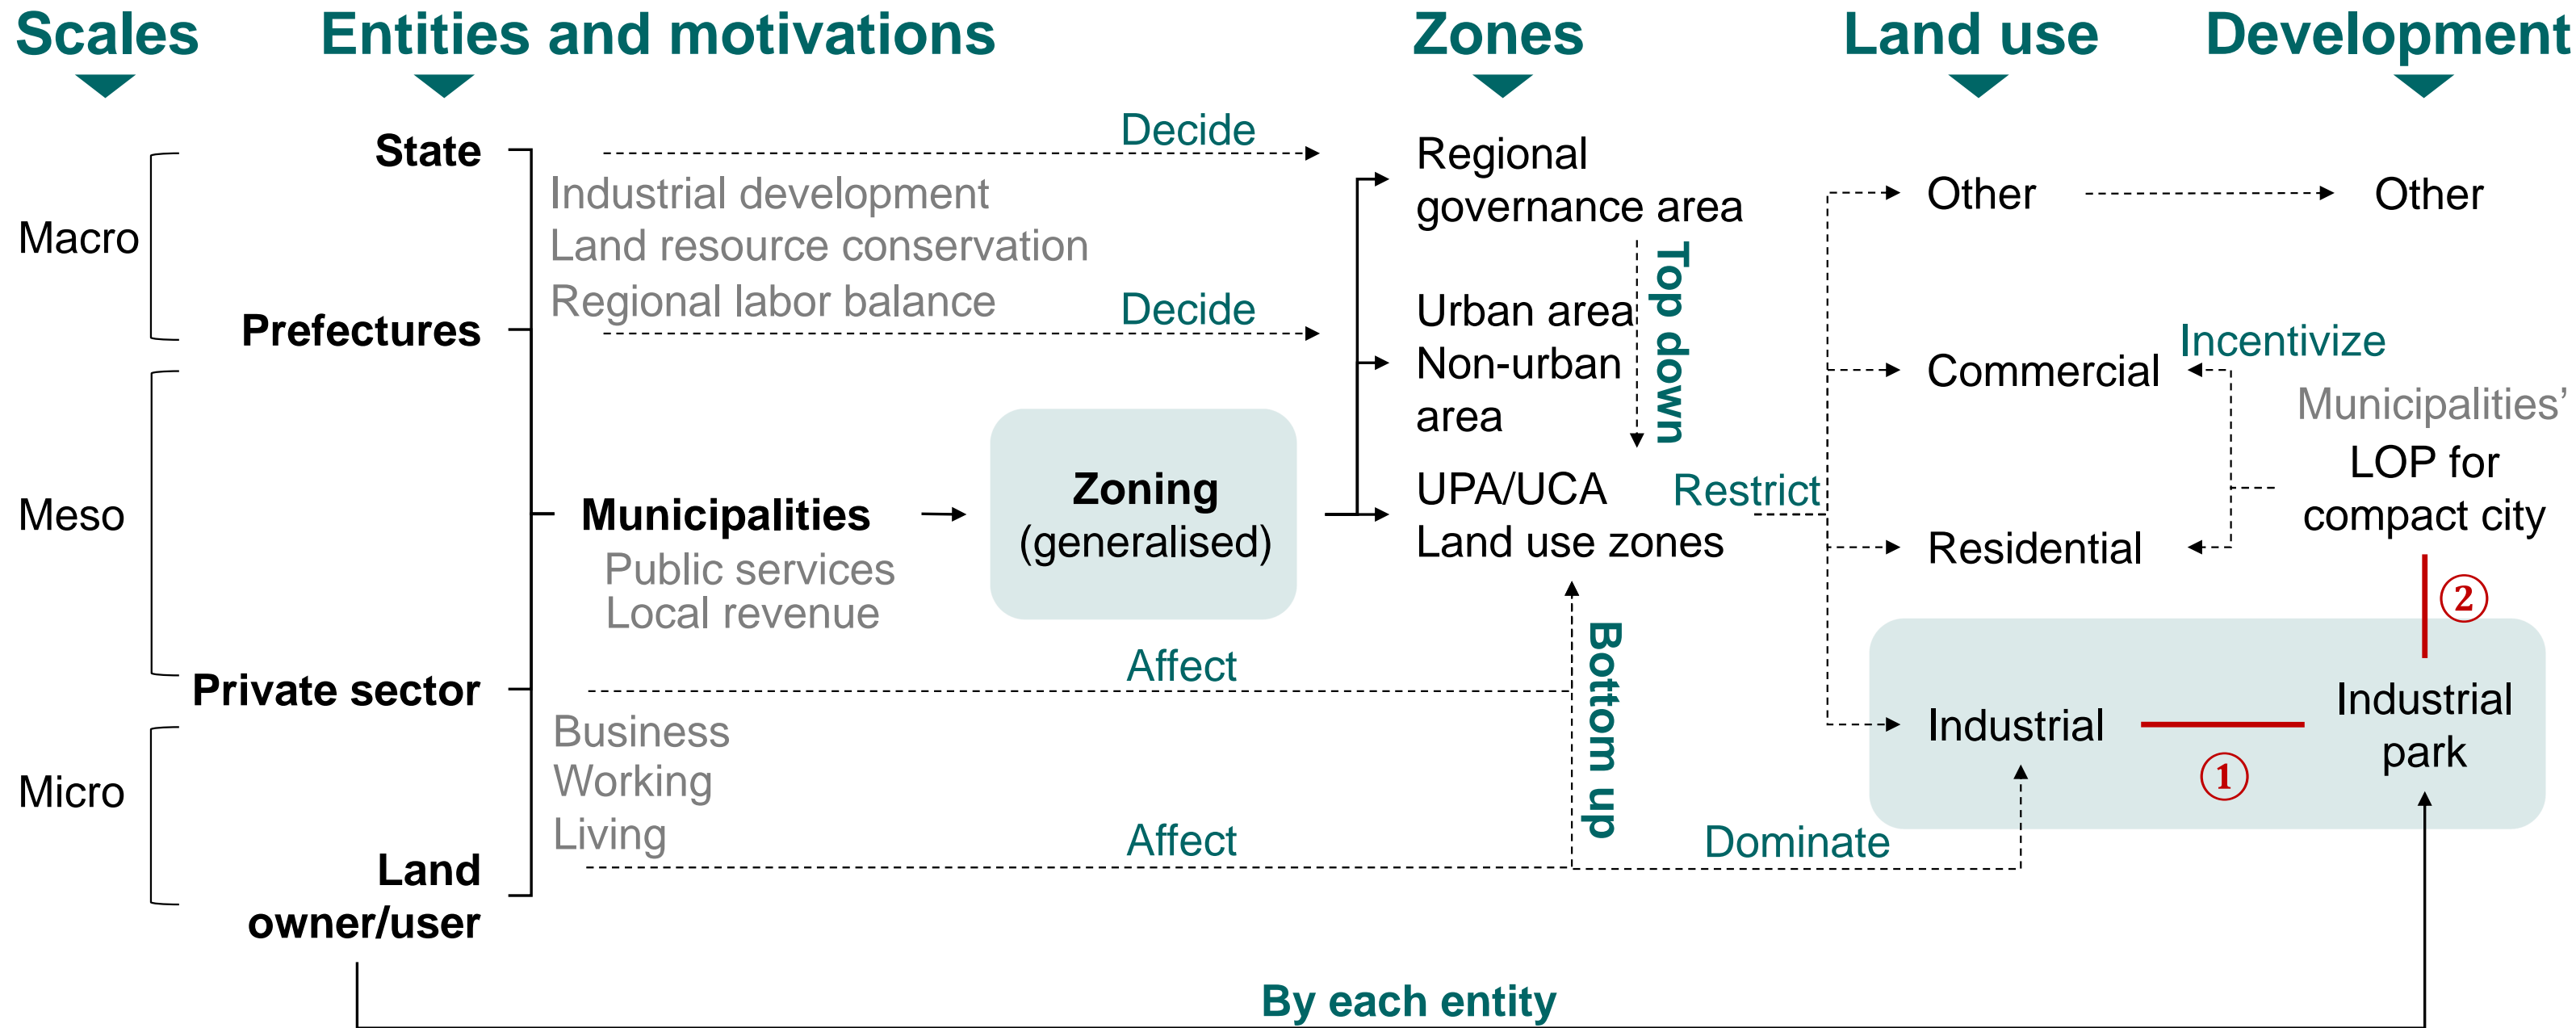 Scales
Entities and motivations
Zones
Land use
Development
Macro
Meso
Micro
State
Prefectures
Municipalities
Public services
Local revenue
Private sector
Land
owner/user
Decide
Industrial development
Land resource conservation
Regional labor balance
Decide
Zoning
(generalised)
Affect
Business
Working
Living
Affect
Regional
governance area
Urban area
Non-urban
area
UPA/UCA
Land use zones
Top down
Bottom up
Restrict
Dominate
Other
Commercial
Residential
Industrial
Other
Incentivize
Municipalities’
LOP for
compact city
②
Industrial
park
①
By each entity